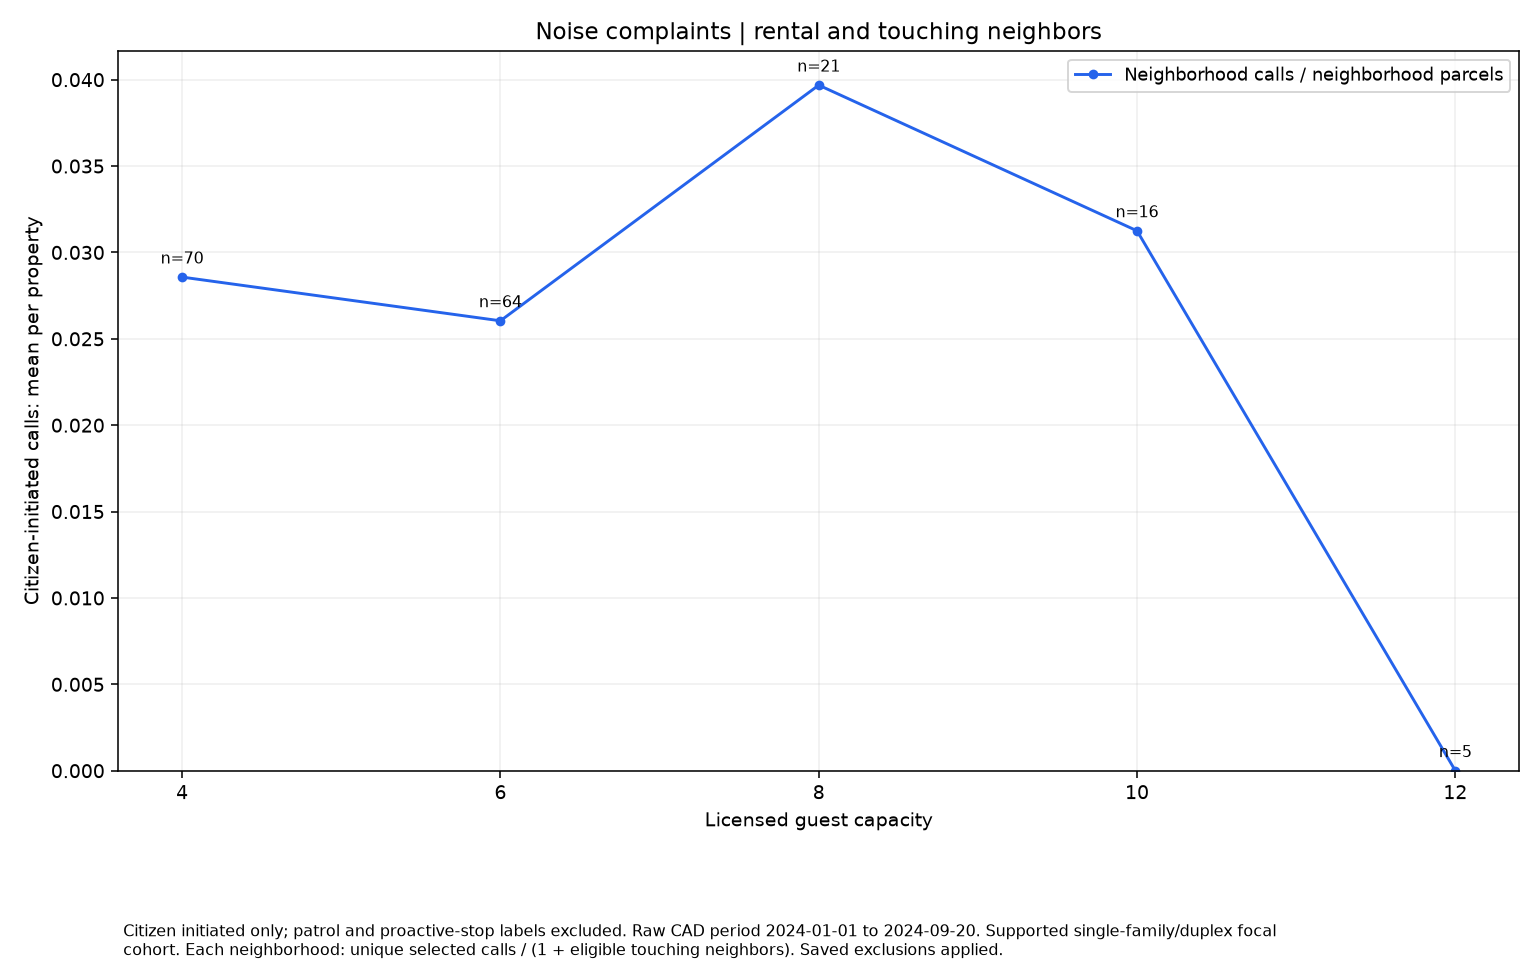 Noise complaints | rental and touching neighbors
Neighborhood calls / neighborhood parcels
Citizen-initiated calls: mean per property
0.040
0.035
0.030
0.025
0.020
0.015
0.010
0.005
0.000
n=70
n=64
n=21
n=16
n=5
4 6 8 10 12
Licensed guest capacity
Citizen initiated only; patrol and proactive-stop labels excluded. Raw CAD period 2024-01-01 to 2024-09-20. Supported single-family/duplex focal
cohort. Each neighborhood: unique selected calls / (1 + eligible touching neighbors). Saved exclusions applied.